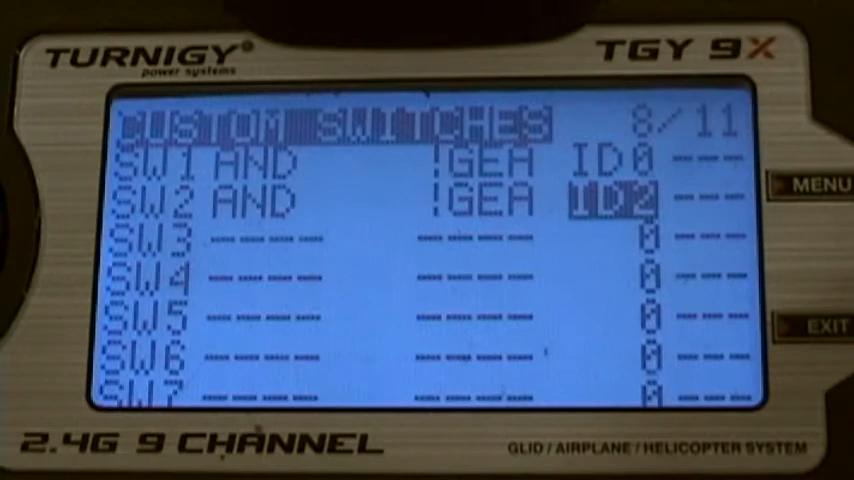 TURNIGY®
power systems
TGY 9X
CUSTOM SWITCHES 8/11
SW1 AND !GEA ID0 ----
SW2 AND !GEA ID2 ----
SW3 ---- ---- 0 ----
SW4 ---- ---- 0 ----
SW5 ---- ---- 0 ----
SW6 ---- ---- 0 ----
SW7 ---- ---- 0 ----
MENU
EXIT
2.4G 9 CHANNEL
GLID / AIRPLANE / HELICOPTER SYSTEM